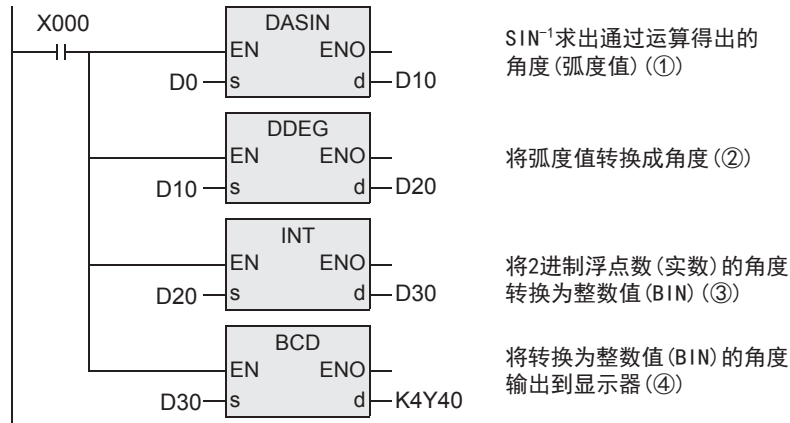 X000
DASIN
EN ENO
D0 s d D10
SIN⁻¹求出通过运算得出的
角度(弧度值)(①)
DDEG
EN ENO
D10 s d D20
将弧度值转换成角度(②)
INT
EN ENO
D20 s d D30
将2进制浮点数(实数)的角度
转换为整数值(BIN)(③)
BCD
EN ENO
D30 s d K4Y40
将转换为整数值(BIN)的角度
输出到显示器(④)